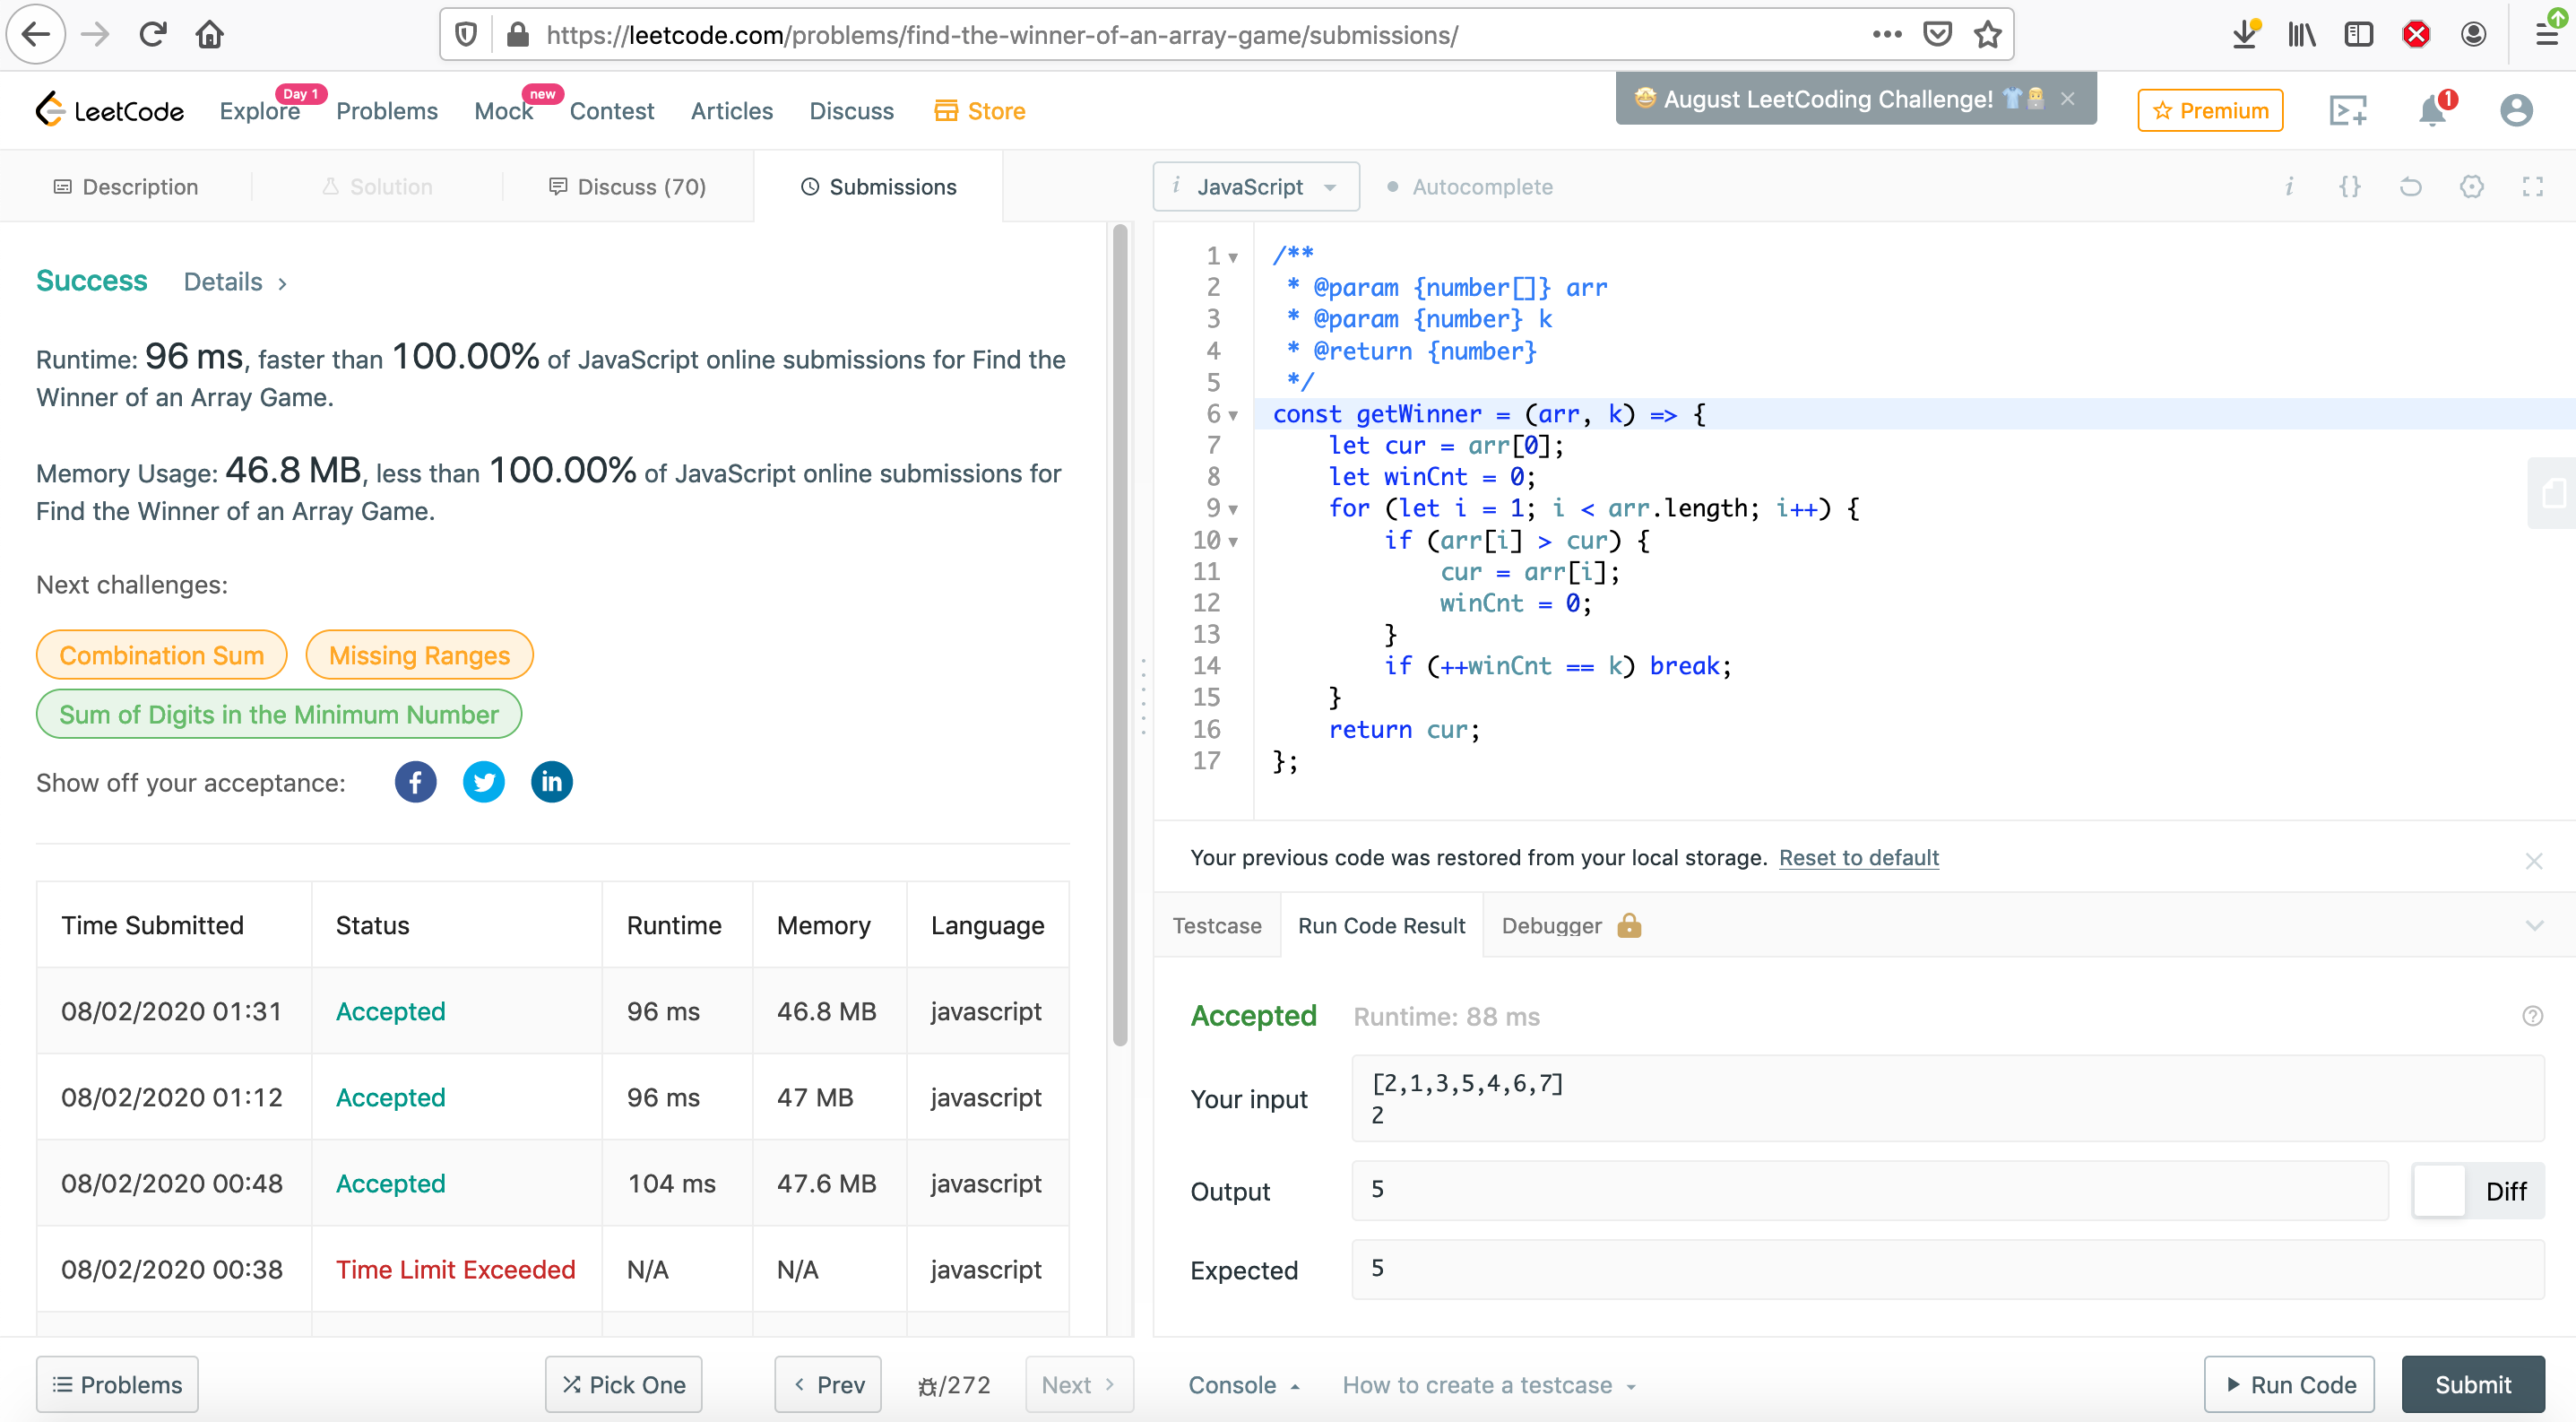 https://leetcode.com/problems/find-the-winner-of-an-array-game/submissions/
LeetCode
Explore
Day 1
Problems
Mock
new
Contest
Articles
Discuss
Store
🤩 August LeetCoding Challenge! 👕
Premium
1
Description
Solution
Discuss (70)
Submissions
i JavaScript
Autocomplete
i {}
Success Details >
Runtime: 96 ms, faster than 100.00% of JavaScript online submissions for Find the
Winner of an Array Game.
Memory Usage: 46.8 MB, less than 100.00% of JavaScript online submissions for
Find the Winner of an Array Game.
Next challenges:
Combination Sum
Missing Ranges
Sum of Digits in the Minimum Number
Show off your acceptance:
f
in
Time Submitted Status Runtime Memory Language
08/02/2020 01:31 Accepted 96 ms 46.8 MB javascript
08/02/2020 01:12 Accepted 96 ms 47 MB javascript
08/02/2020 00:48 Accepted 104 ms 47.6 MB javascript
08/02/2020 00:38 Time Limit Exceeded N/A N/A javascript
1 /**
2  * @param {number[]} arr
3  * @param {number} k
4  * @return {number}
5  */
6 const getWinner = (arr, k) => {
7     let cur = arr[0];
8     let winCnt = 0;
9     for (let i = 1; i < arr.length; i++) {
10         if (arr[i] > cur) {
11             cur = arr[i];
12             winCnt = 0;
13         }
14         if (++winCnt == k) break;
15     }
16     return cur;
17 };
Your previous code was restored from your local storage. Reset to default
Testcase
Run Code Result
Debugger
Accepted Runtime: 88 ms
Your input
[2,1,3,5,4,6,7]
2
Output
5
Diff
Expected
5
Problems
Pick One
< Prev
/272
Next >
Console
How to create a testcase
Run Code
Submit